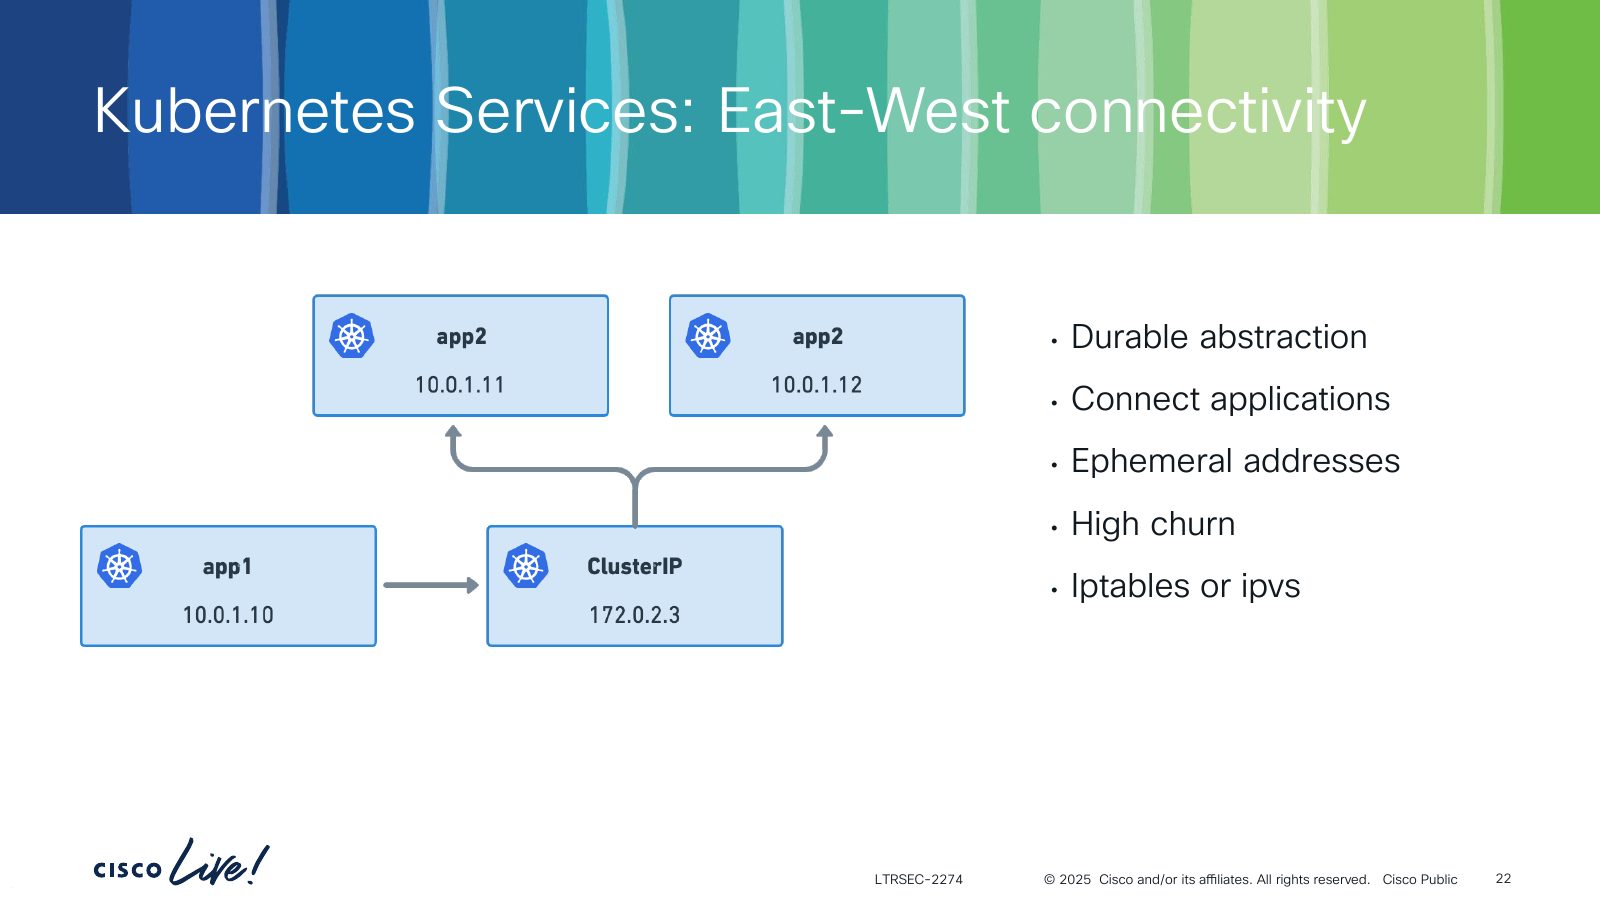 Kubernetes Services: East-West connectivity
app2
10.0.1.11
app2
10.0.1.12
app1
10.0.1.10
ClusterIP
172.0.2.3
• Durable abstraction
• Connect applications
• Ephemeral addresses
• High churn
• Iptables or ipvs
CISCO Live!
LTRSEC-2274
© 2025 Cisco and/or its affiliates. All rights reserved. Cisco Public
22